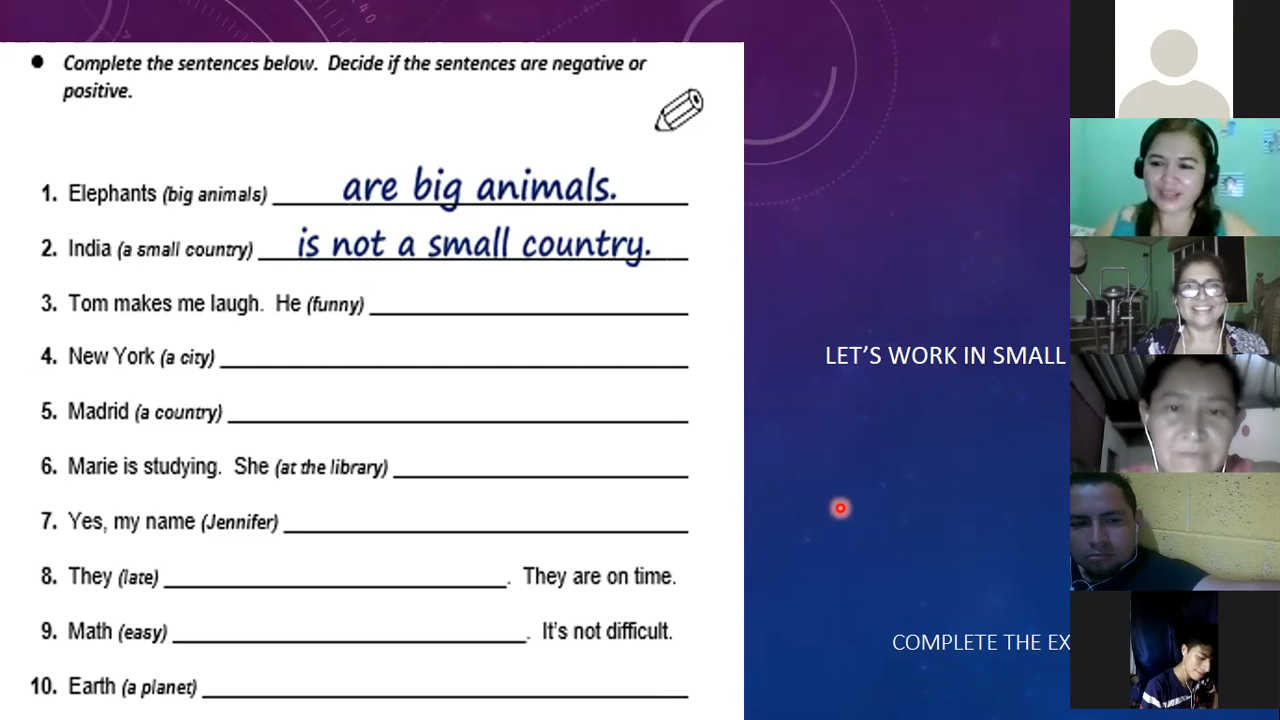 Complete the sentences below. Decide if the sentences are negative or
positive.
1. Elephants (big animals) are big animals.
2. India (a small country) is not a small country.
3. Tom makes me laugh. He (funny)
4. New York (a city)
5. Madrid (a country)
6. Marie is studying. She (at the library)
7. Yes, my name (Jennifer)
8. They (late) . They are on time.
9. Math (easy) . It's not difficult.
10. Earth (a planet)
LET'S WORK IN SMALL
COMPLETE THE EX
40